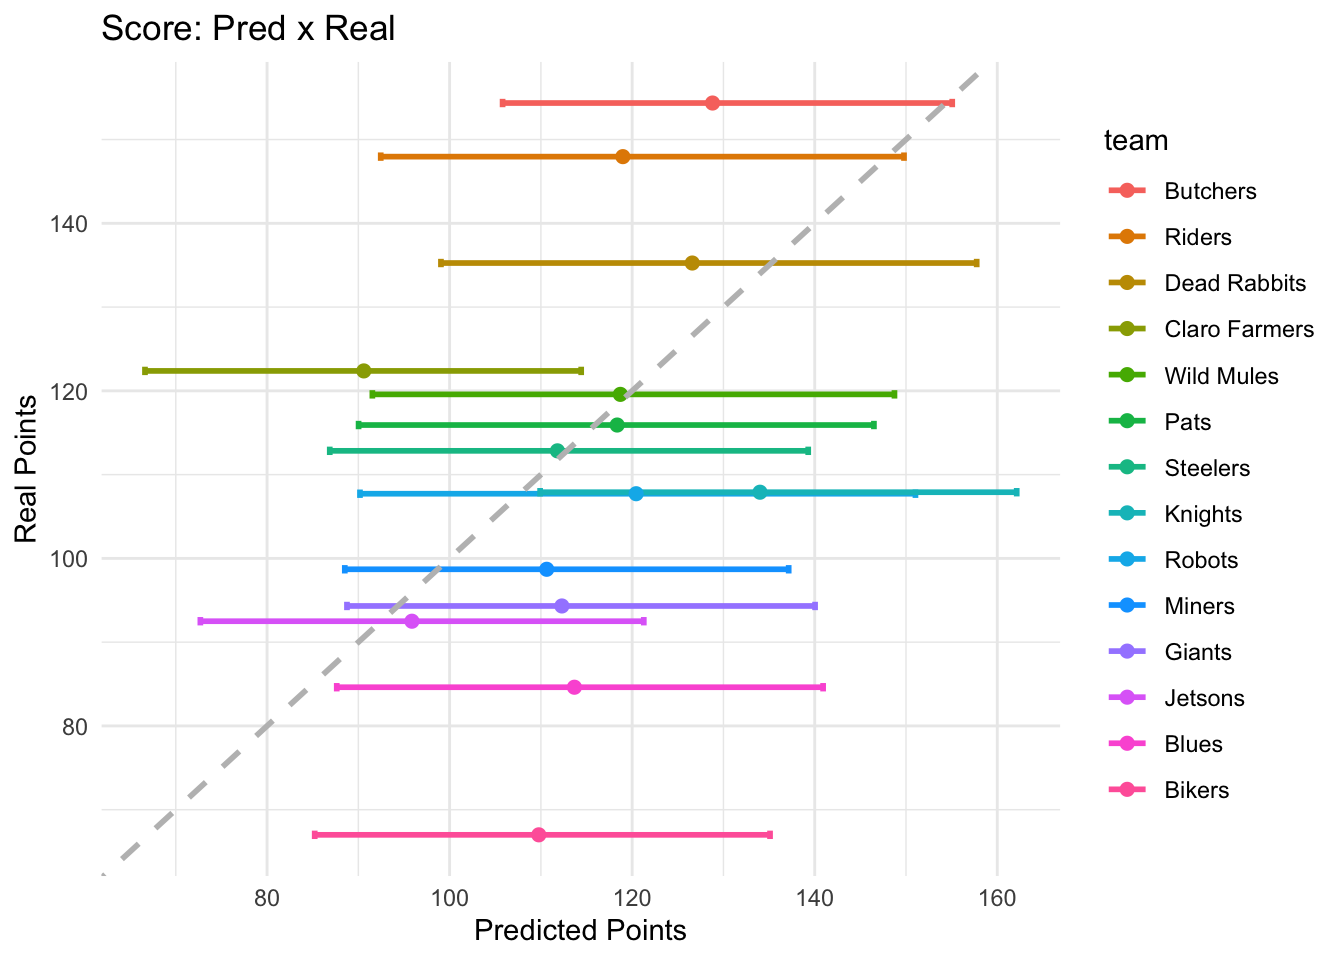 Score: Pred x Real
Real Points
140
120
100
80
80
100
120
140
160
Predicted Points
team
Butchers
Riders
Dead Rabbits
Claro Farmers
Wild Mules
Pats
Steelers
Knights
Robots
Miners
Giants
Jetsons
Blues
Bikers